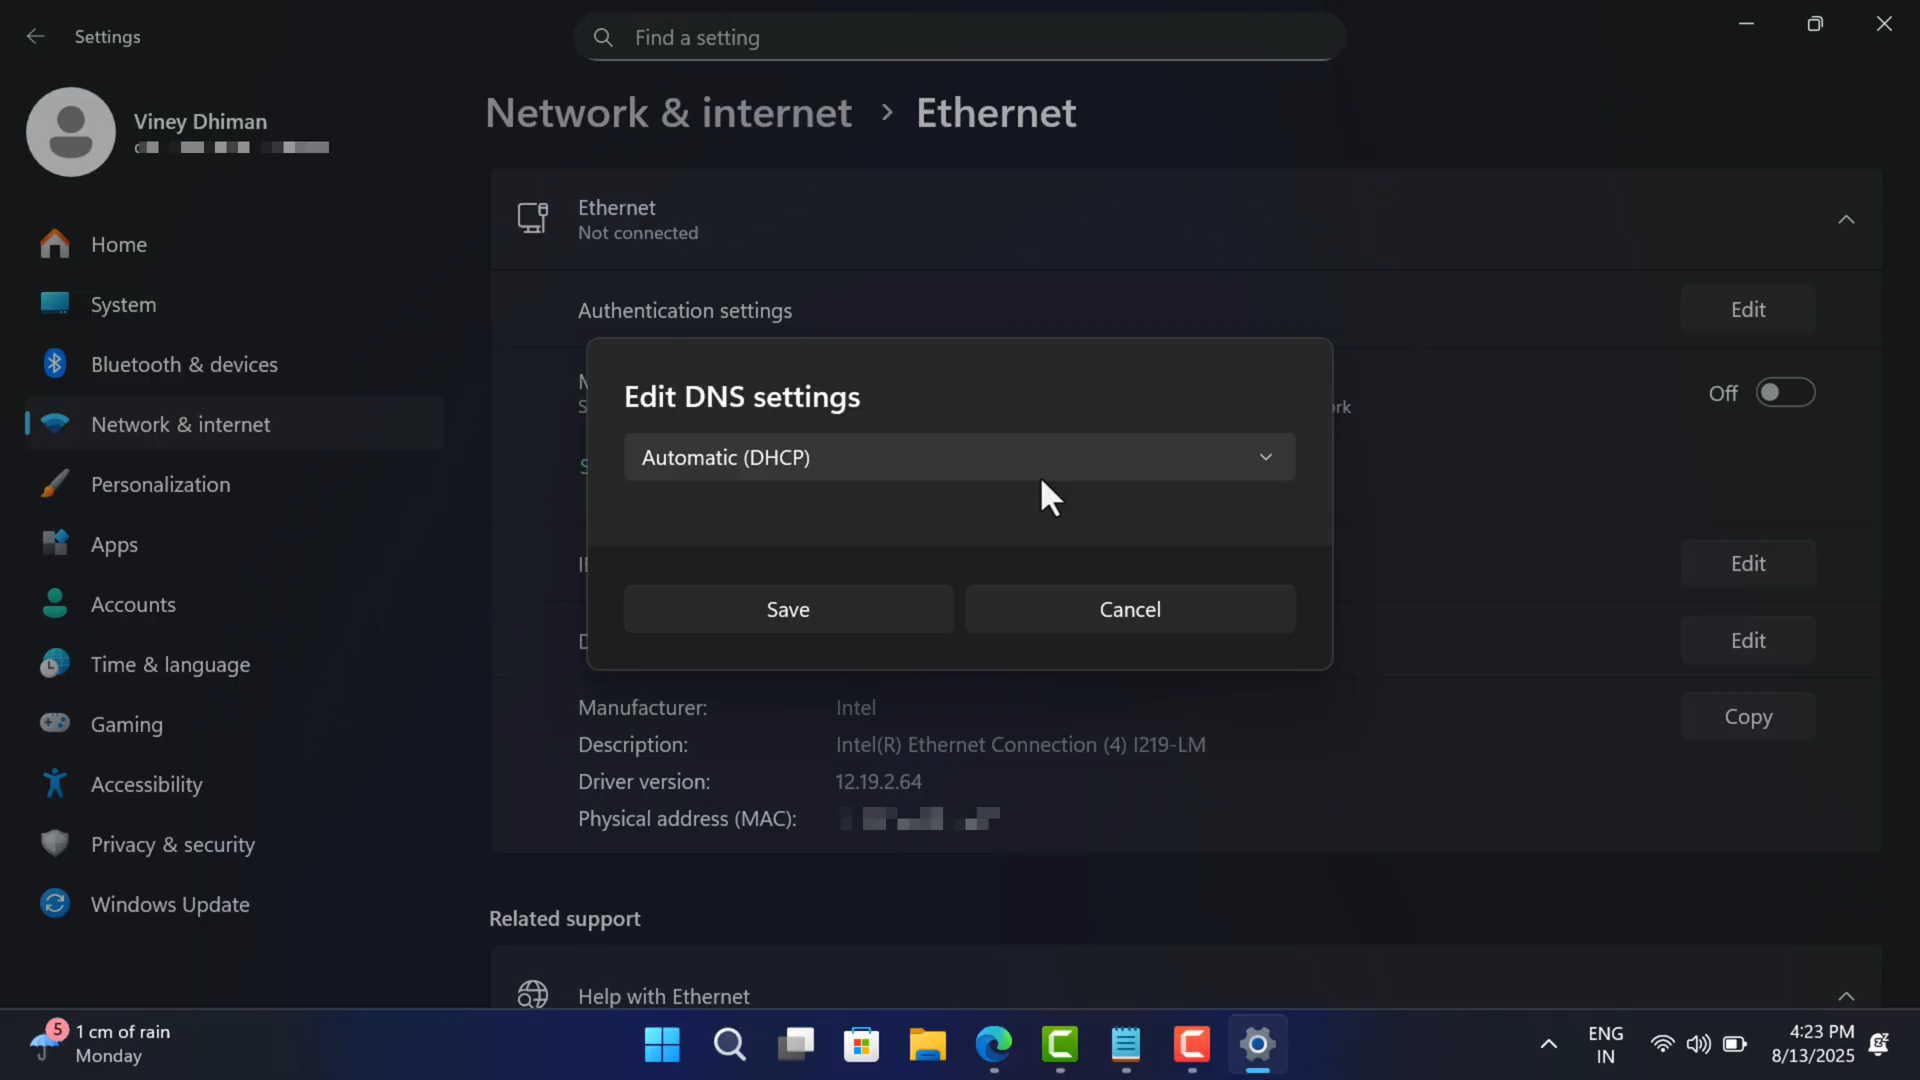 Settings
Find a setting
Viney Dhiman
Home
System
Bluetooth & devices
Network & internet
Personalization
Apps
Accounts
Time & language
Gaming
Accessibility
Privacy & security
Windows Update
Network & internet > Ethernet
Ethernet
Not connected
Authentication settings
Edit
Off
Edit DNS settings
Automatic (DHCP)
Save
Cancel
Edit
Edit
Manufacturer: Intel
Copy
Description: Intel(R) Ethernet Connection (4) I219-LM
Driver version: 12.19.2.64
Physical address (MAC):
Related support
Help with Ethernet
5
1 cm of rain
Monday
ENG
IN
4:23 PM
8/13/2025